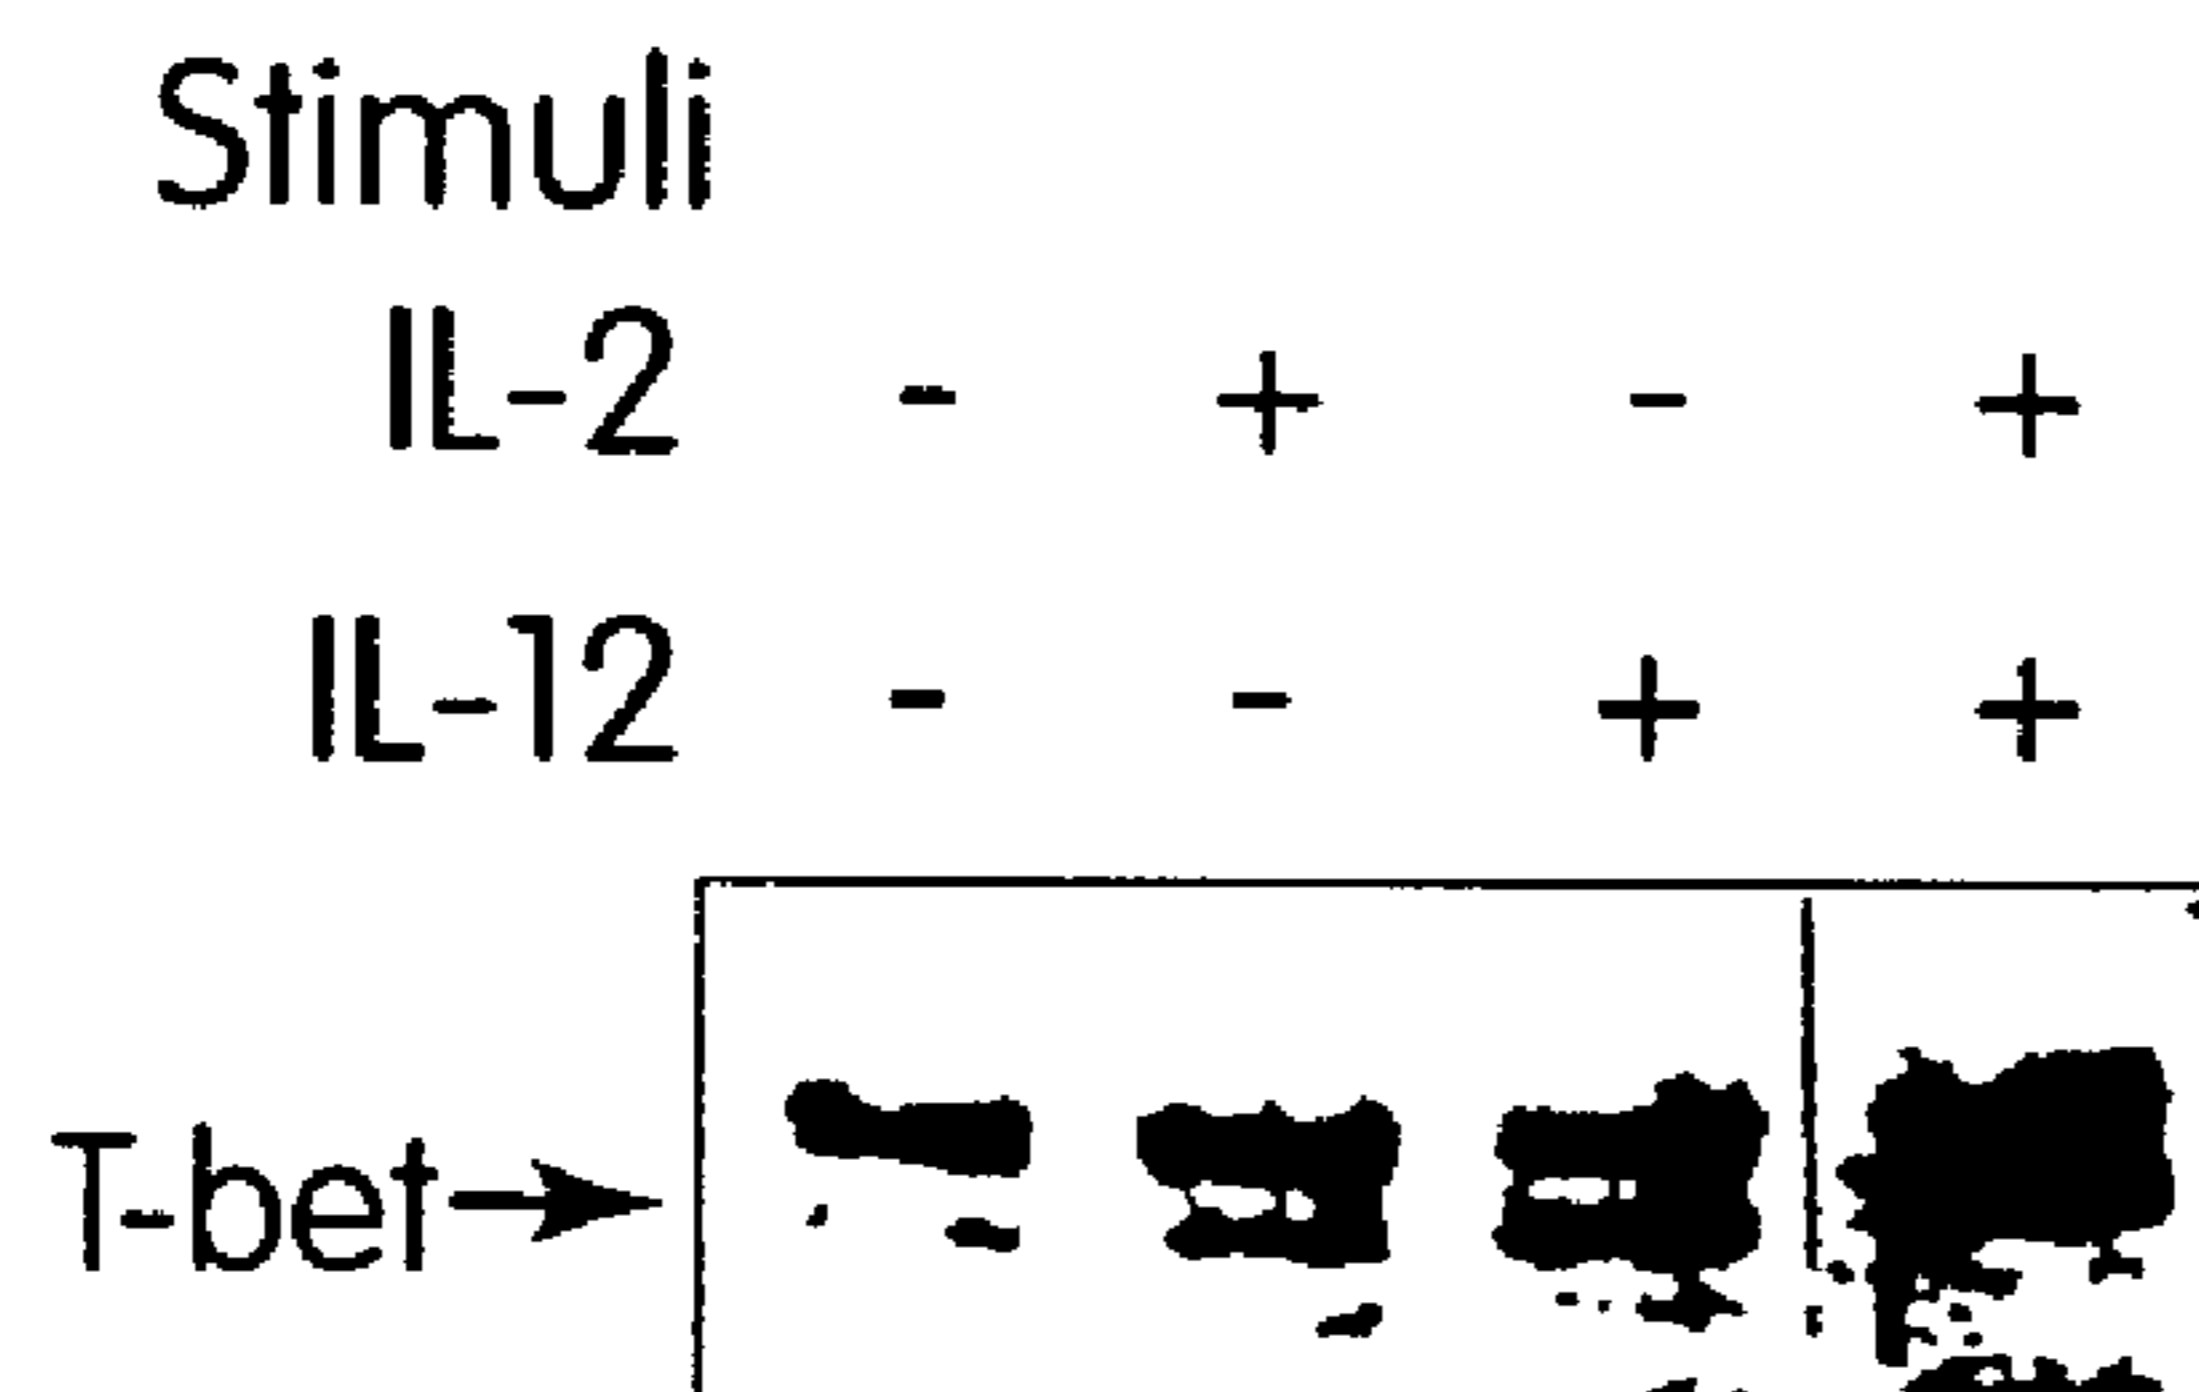 Stimuli
IL-2 - + - +
IL-12 - - + +
T-bet